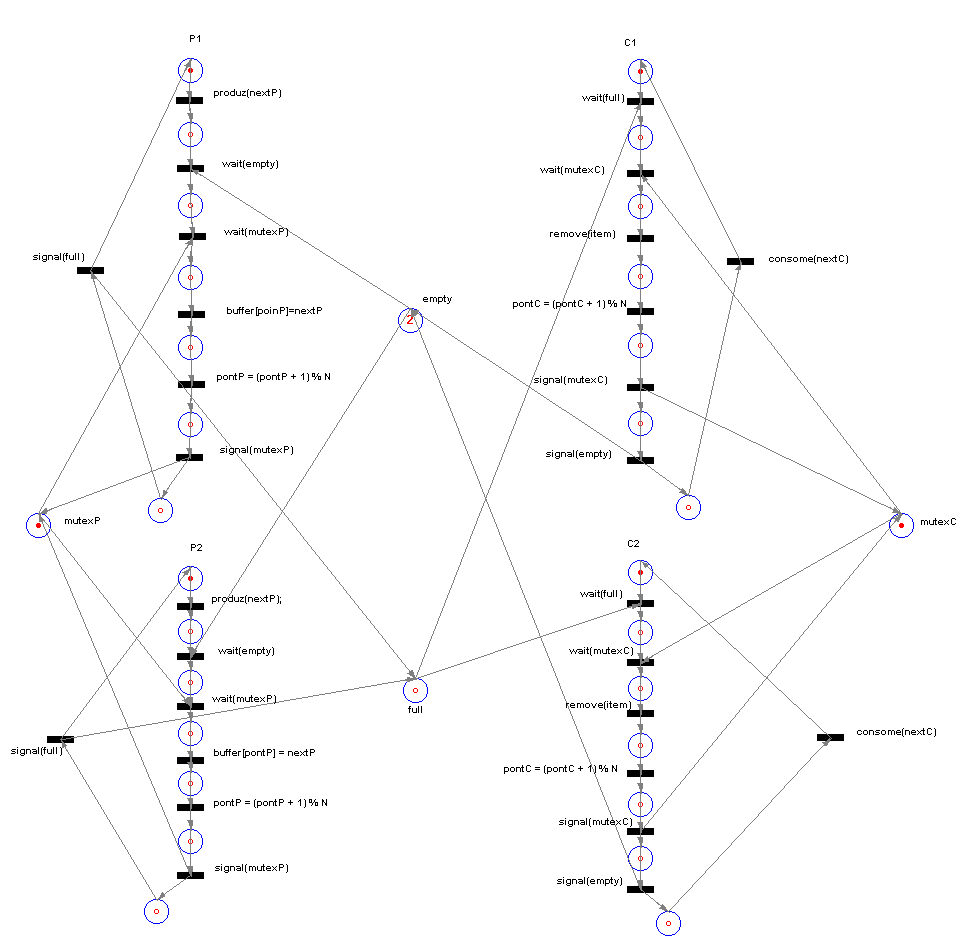 P1
produz(nextP)
wait(empty)
wait(mutexP)
signal(full)
buffer[poinP]=nextP
pontP = (pontP + 1) % N
signal(mutexP)
mutexP
empty
2
C1
wait(full)
wait(mutexC)
remove(item)
consome(nextC)
pontC = (pontC + 1) % N
signal(mutexC)
signal(empty)
mutexC
P2
produz(nextP);
wait(empty)
wait(mutexP)
signal(full)
buffer[pontP] = nextP
pontP = (pontP + 1) % N
signal(mutexP)
full
C2
wait(full)
wait(mutexC)
remove(item)
consome(nextC)
pontC = (pontC + 1) % N
signal(mutexC)
signal(empty)